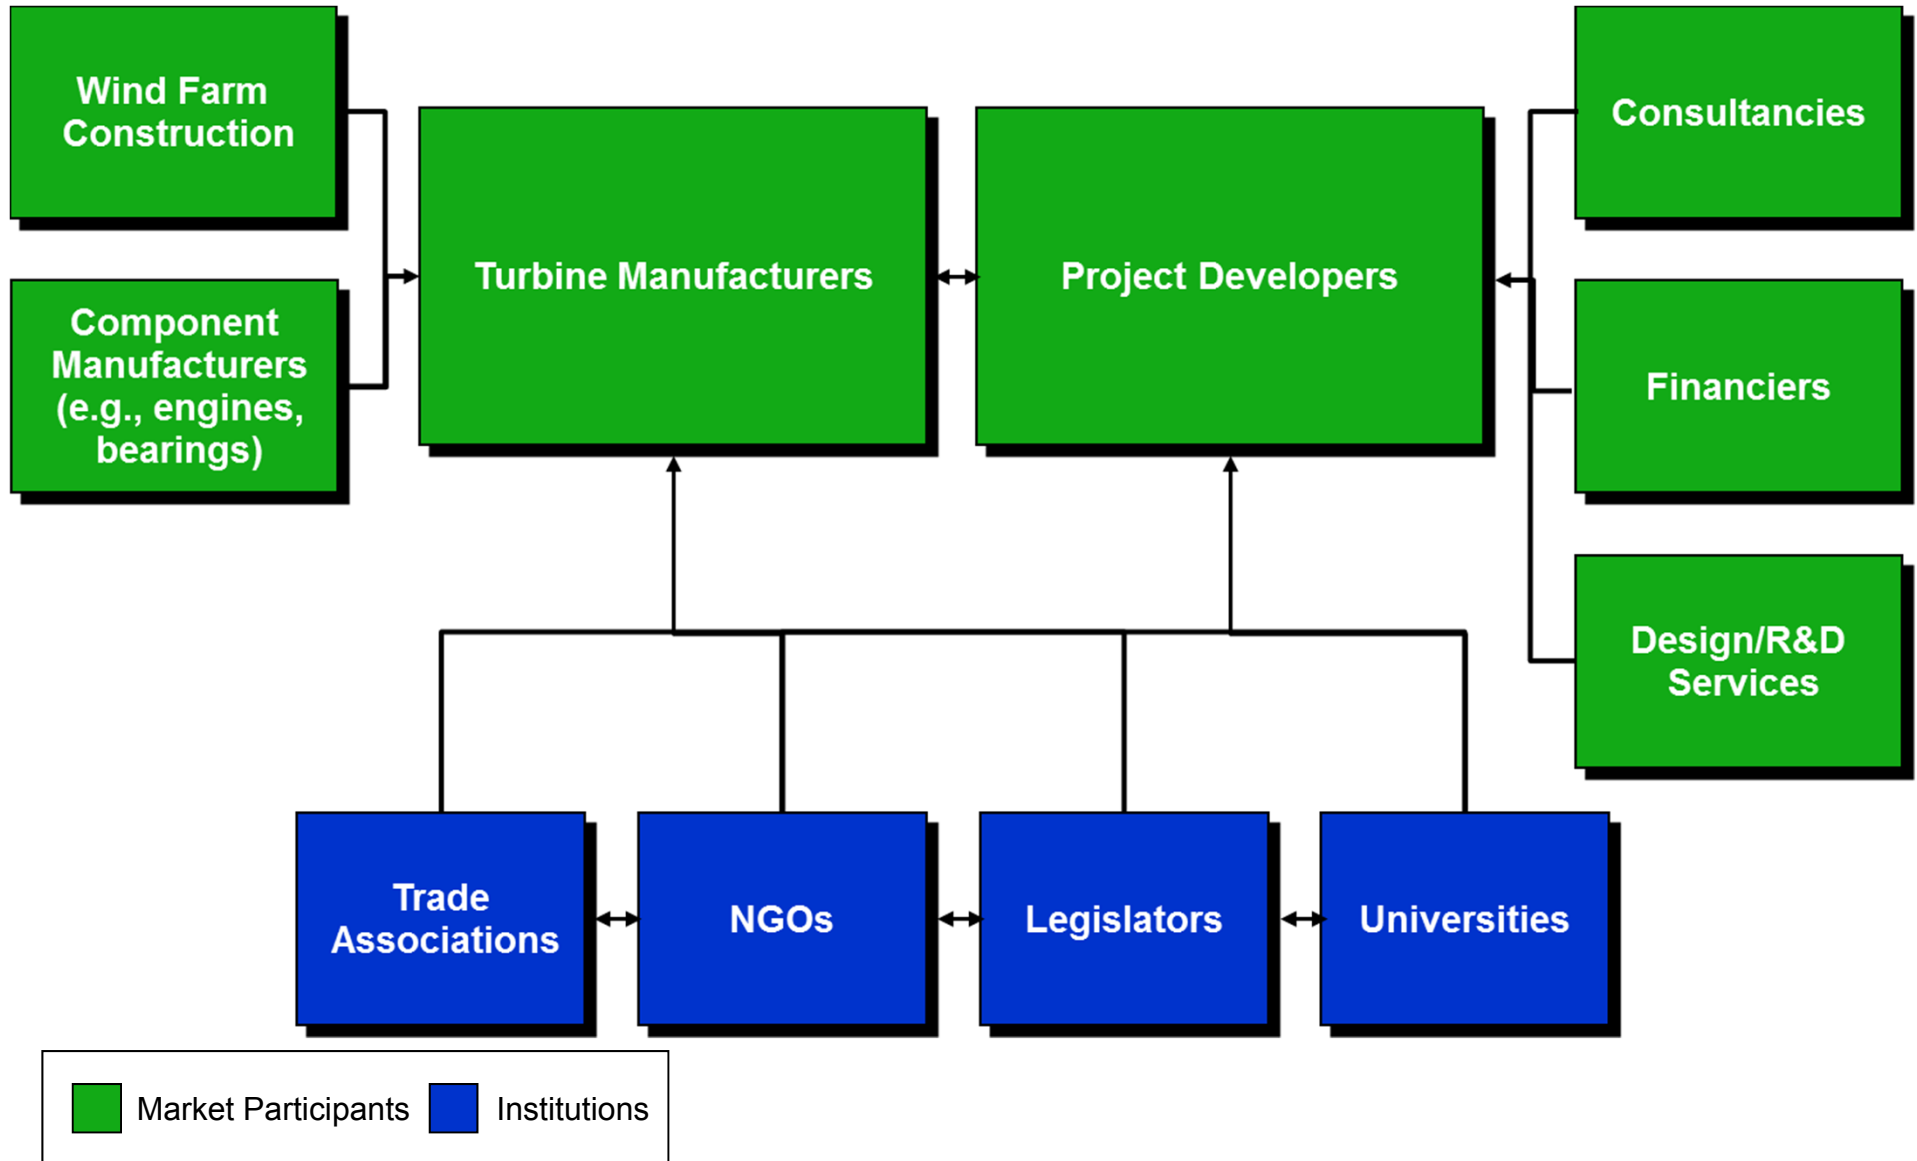 Wind Farm
Construction
Component
Manufacturers
(e.g., engines,
bearings)
Turbine Manufacturers
Project Developers
Consultancies
Financiers
Design/R&D
Services
Trade
Associations
NGOs
Legislators
Universities
Market Participants
Institutions